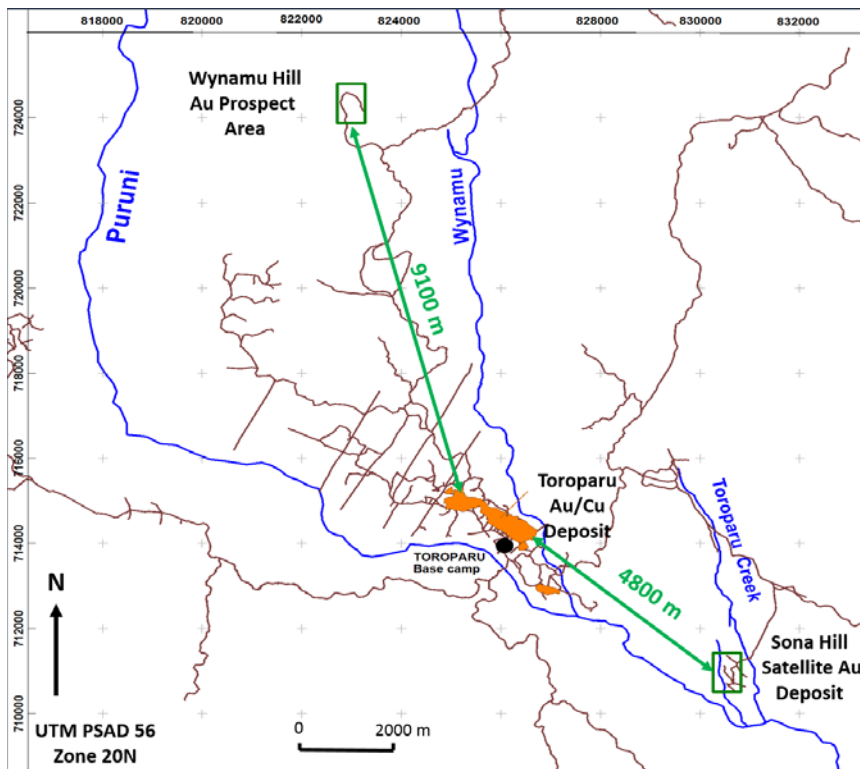 818000
820000
822000
824000
828000
830000
832000
Wynamu Hill
Au Prospect
Area
724000
722000
720000
718000
716000
714000
712000
710000
Puruni
Wynamu
9100 m
Toroparu
Au/Cu
Deposit
TOROPARU
Base camp
4800 m
Toroparu Creek
Sona Hill
Satellite Au
Deposit
N
UTM PSAD 56
Zone 20N
0
2000 m